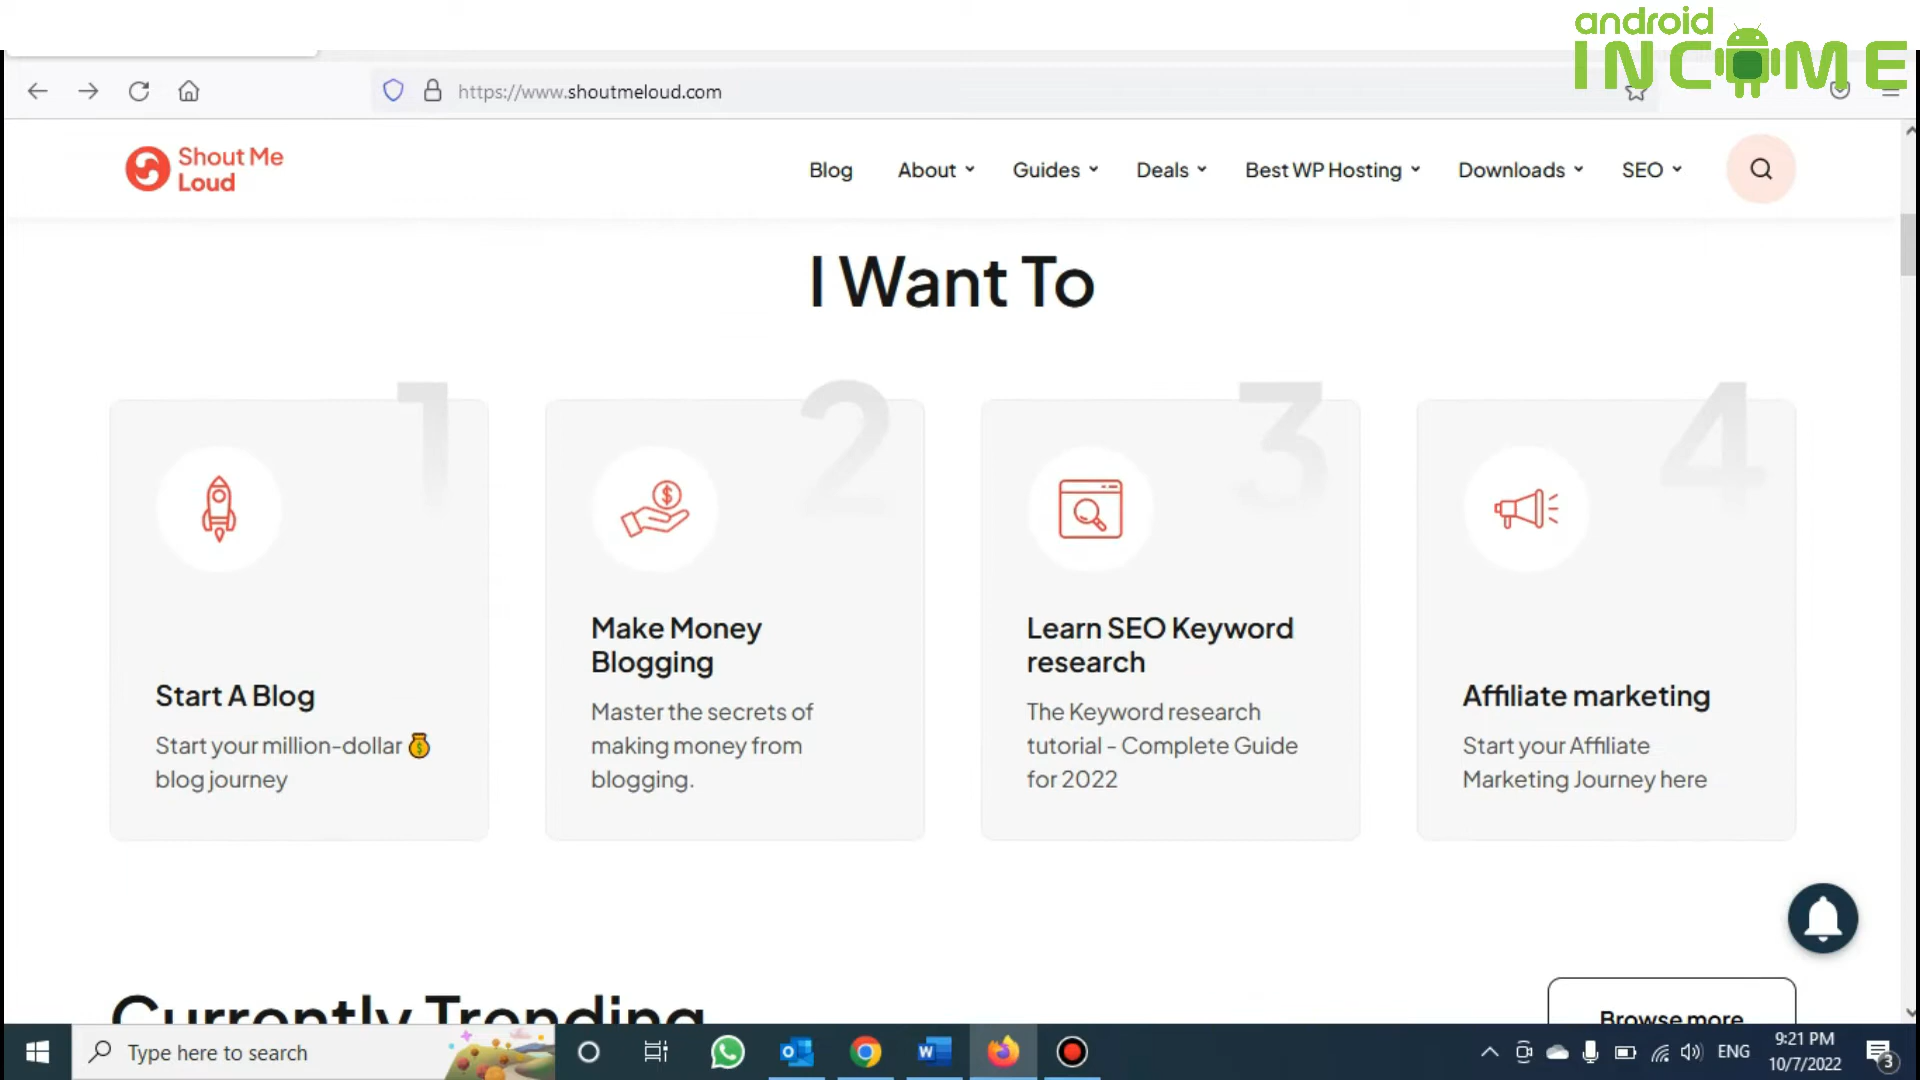 android
INCOME
https://www.shoutmeloud.com
Shout Me
Loud
Blog About Guides Deals Best WP Hosting Downloads SEO
I Want To
1 2 3 4
Start A Blog
Start your million-dollar 💰
blog journey
Make Money
Blogging
Master the secrets of
making money from
blogging.
Learn SEO Keyword
research
The Keyword research
tutorial - Complete Guide
for 2022
Affiliate marketing
Start your Affiliate
Marketing Journey here
Currently Trending
Browse more
Type here to search
ENG
9:21 PM
10/7/2022
3